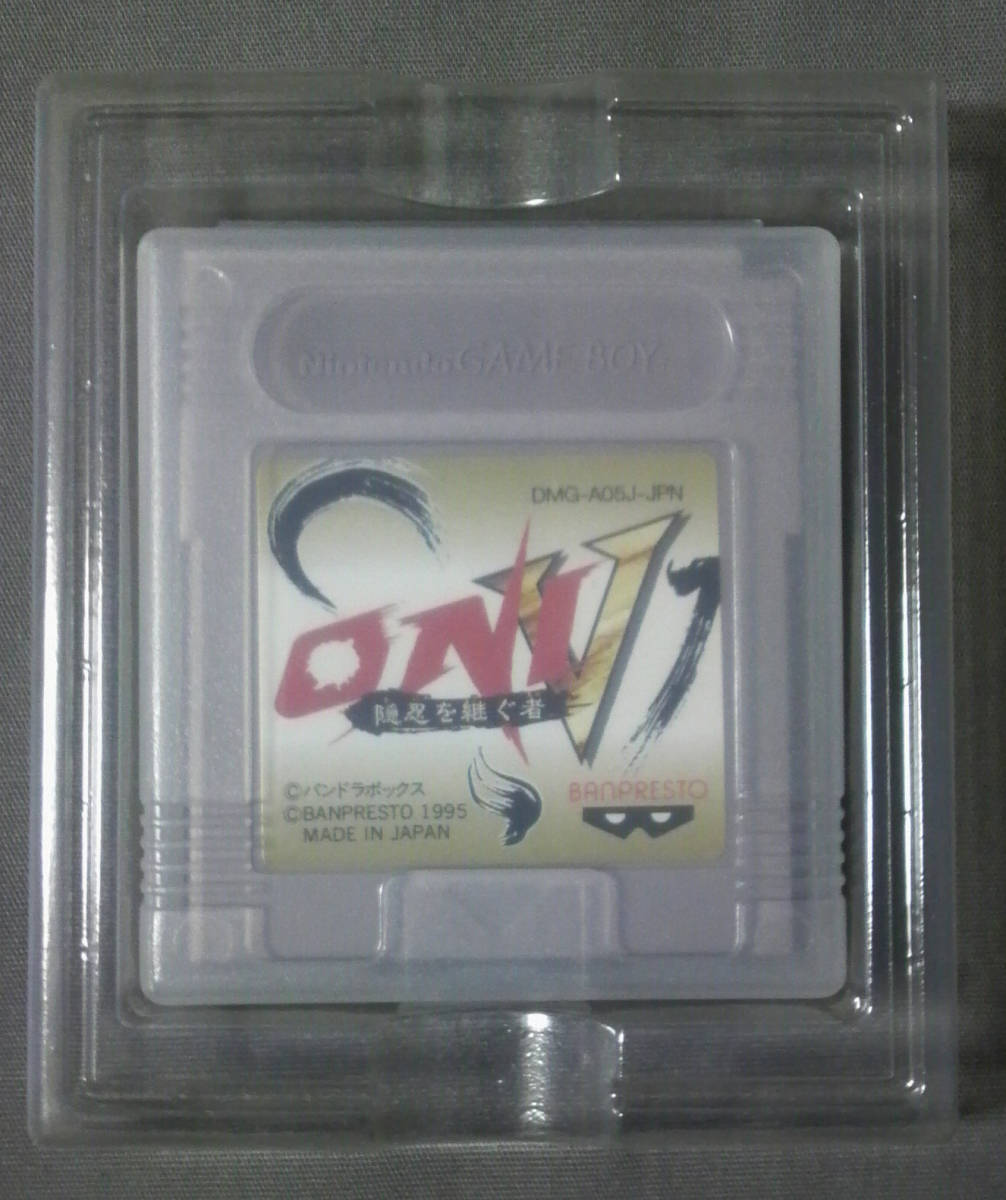 Nintendo GAME BOY
DMG-A05J-JPN
ONI V
隠忍を継ぐ者
©パンドラボックス
©BANPRESTO 1995
MADE IN JAPAN
BANPRESTO